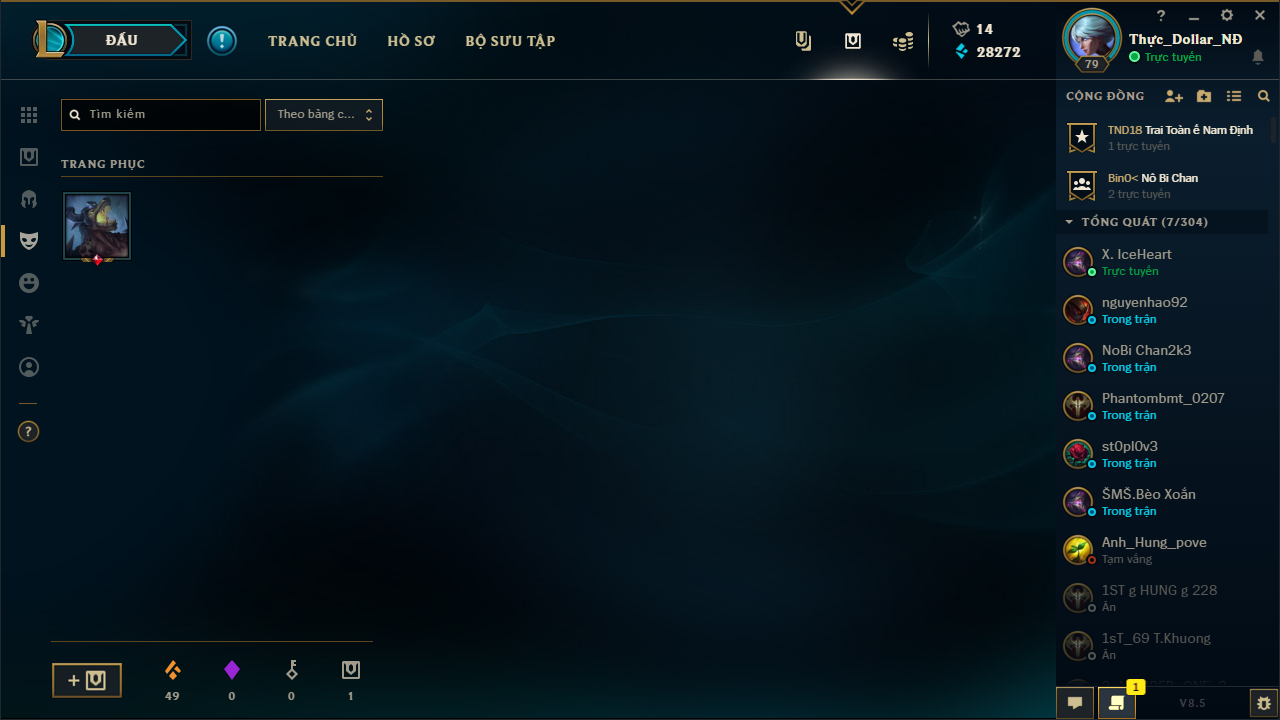 ĐẤU
TRANG CHỦ
HỒ SƠ
BỘ SƯU TẬP
14
28272
?
79
Thực_Dollar_NĐ
Trực tuyến
Tìm kiếm
Theo bảng c...
TRANG PHỤC
?
49
0
0
1
CỘNG ĐỒNG
TND18 Trai Toàn ế Nam Định
1 trực tuyến
Bin0< Nô Bi Chan
2 trực tuyến
TỔNG QUÁT (7/304)
X. IceHeart
Trực tuyến
nguyenhao92
Trong trận
NoBi Chan2k3
Trong trận
Phantombmt_0207
Trong trận
st0pl0v3
Trong trận
ŠMŠ.Bèo Xoắn
Trong trận
Anh_Hung_pove
Tạm vắng
1ST g HUNG g 228
Ẩn
1sT_69 T.Khuong
Ẩn
1
V8.5